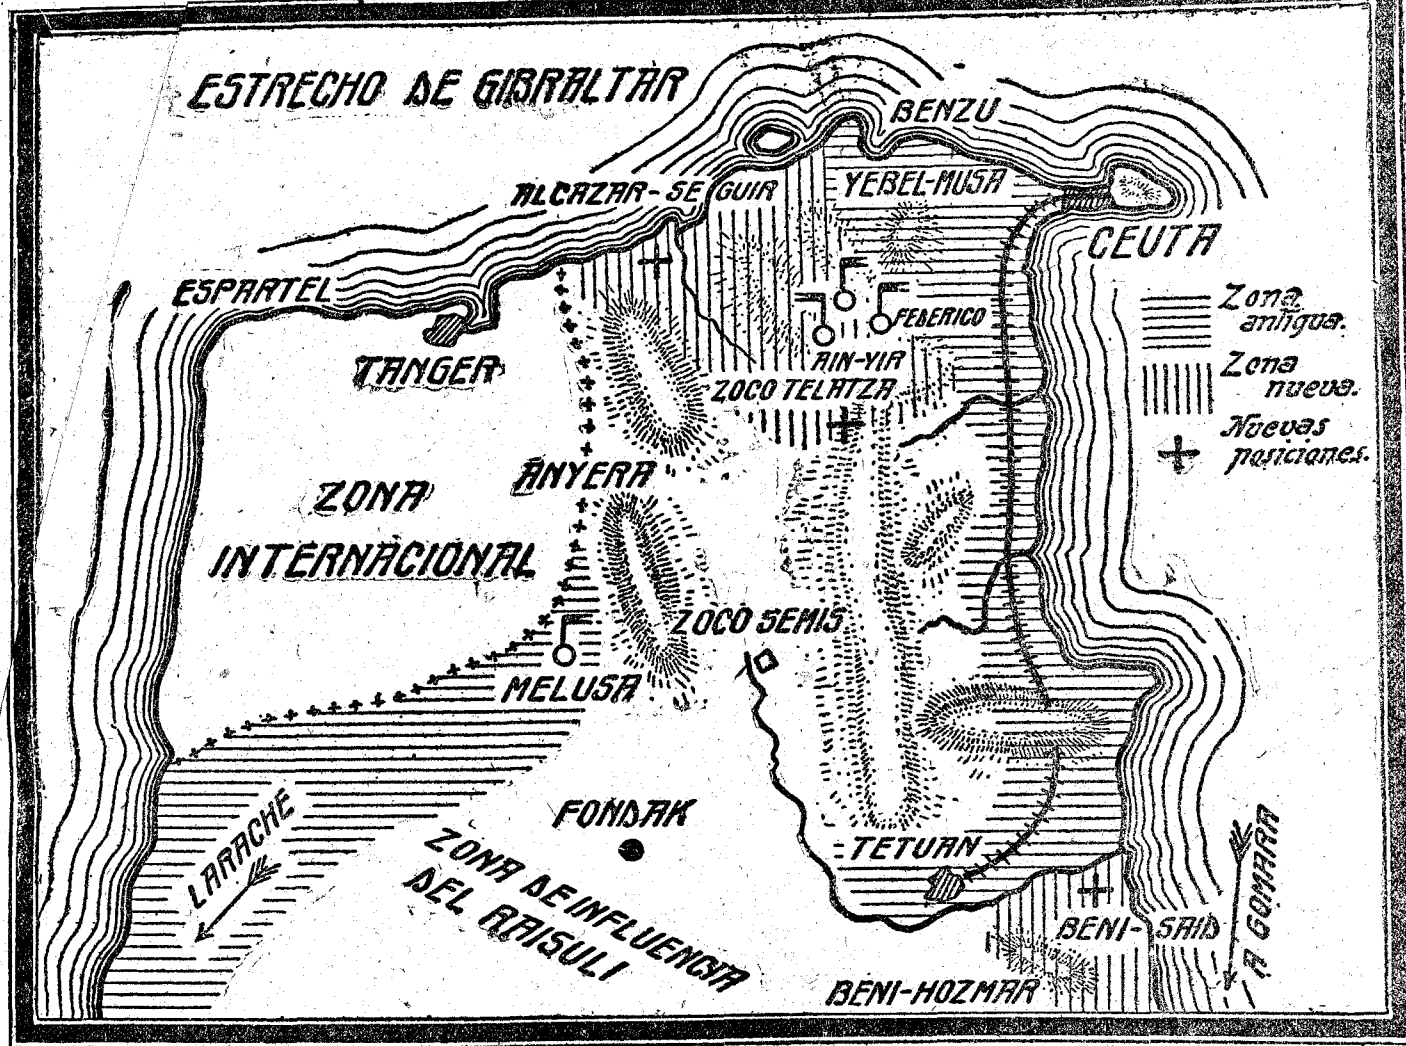 ESTRECHO DE GIBRALTAR
BENZU
ALCAZAR-SEGUIR
YEBEL-MUSA
CEUTA
ESPARTEL
Zona
antigua.
FEDERICO
TANGER
AIN-YIR
Zona
nueva.
ZOCO TELATZA
Nuevas
posiciones.
ANYERA
ZONA
INTERNACIONAL
ZOCO SEMIS
MELUSA
FONDAK
LARACHE
ZONA DE INFLUENCIA
DEL RAISULI
TETUAN
A GOMARA
BENI-SAID
BENI-HOZMAR